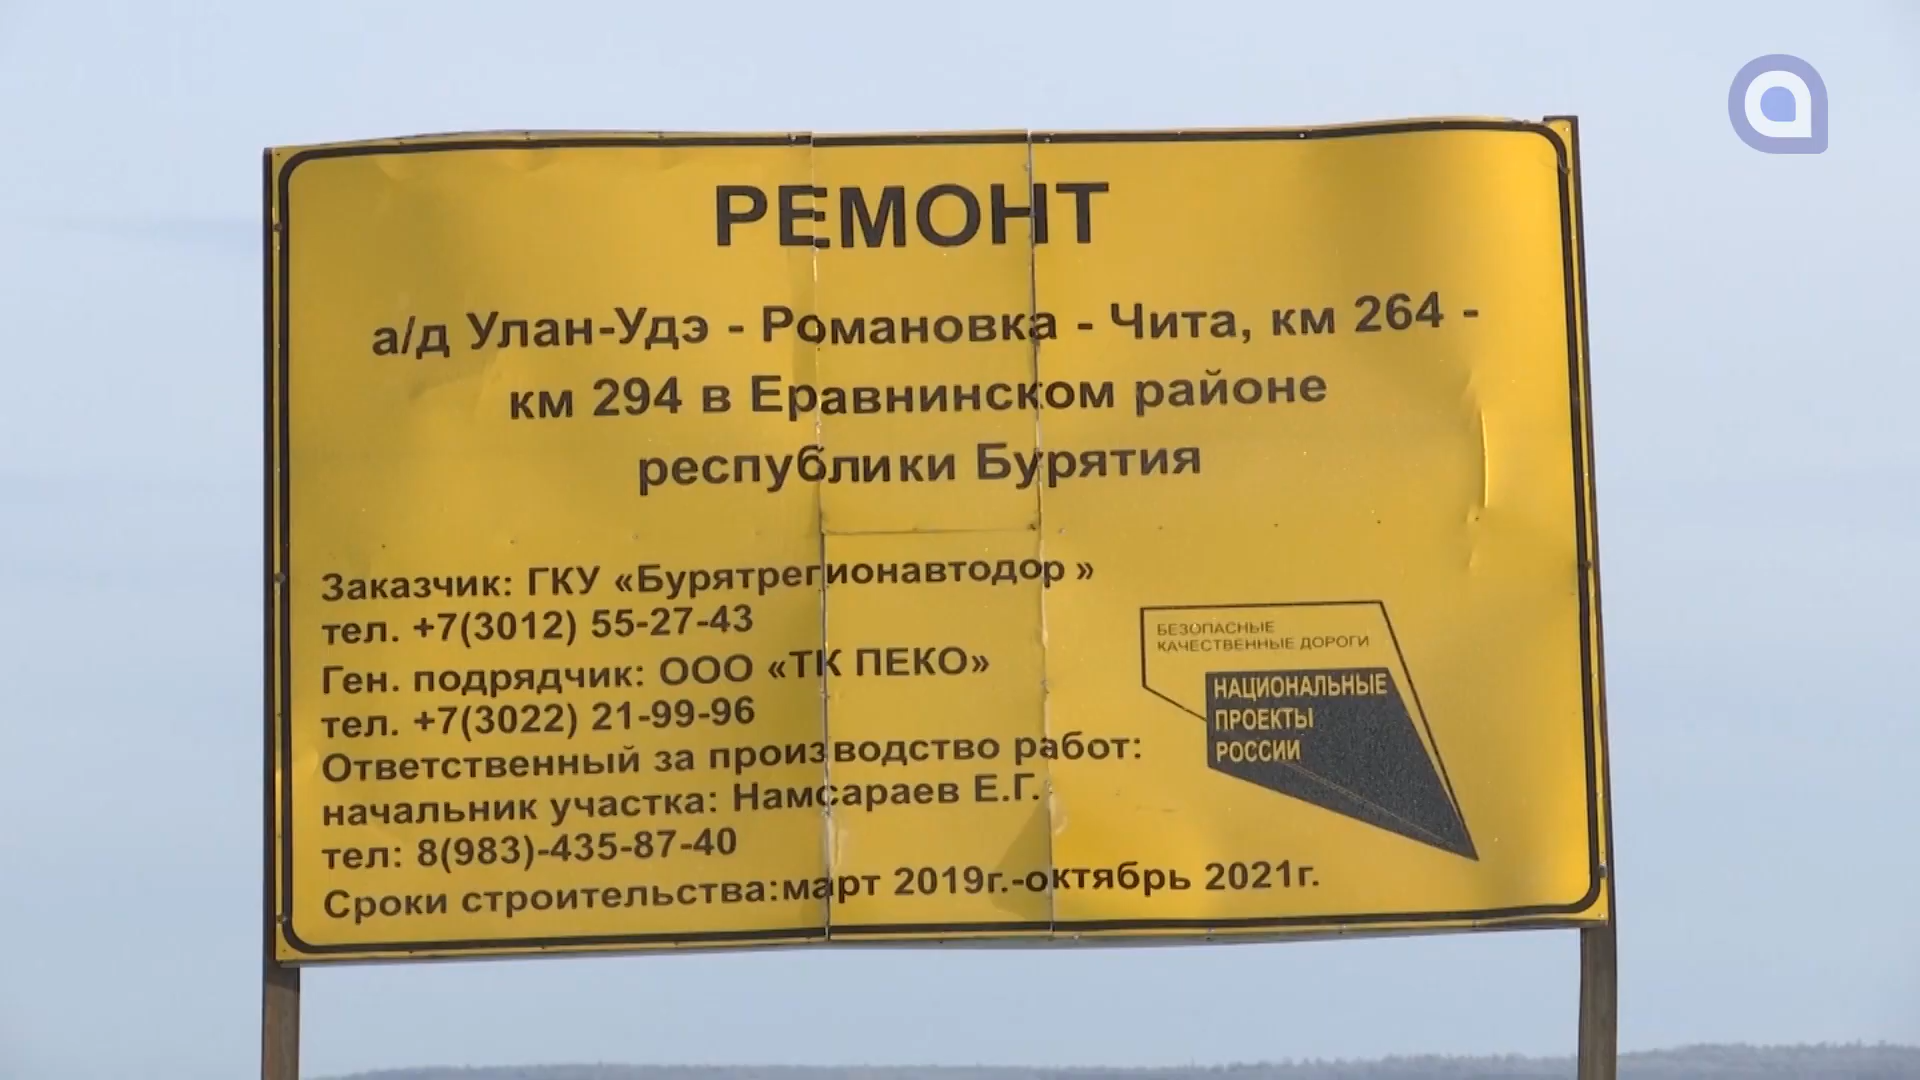 РЕМОНТ
а/д Улан-Удэ - Романовка - Чита, км 264 -
км 294 в Еравнинском районе
республики Бурятия
Заказчик: ГКУ «Бурятрегионавтодор »
тел. +7(3012) 55-27-43
Ген. подрядчик: ООО «ТК ПЕКО»
тел. +7(3022) 21-99-96
Ответственный за производство работ:
начальник участка: Намсараев Е.Г.
тел: 8(983)-435-87-40
Сроки строительства:март 2019г.-октябрь 2021г.
БЕЗОПАСНЫЕ
КАЧЕСТВЕННЫЕ ДОРОГИ
НАЦИОНАЛЬНЫЕ
ПРОЕКТЫ
РОССИИ